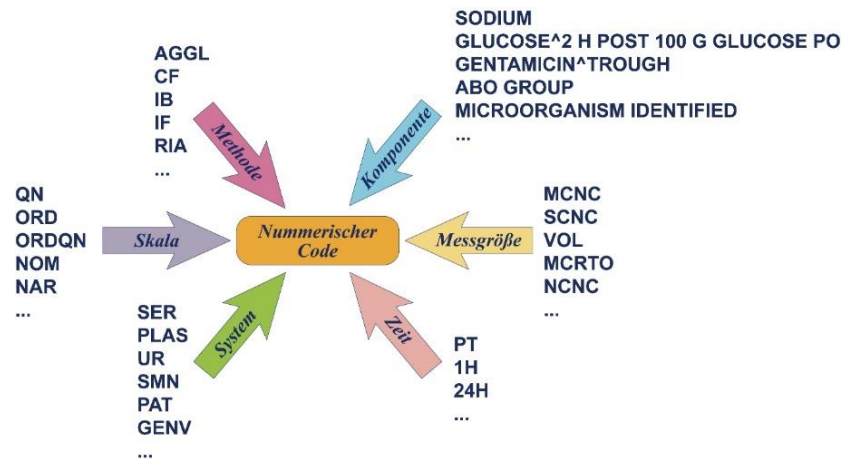 AGGL
CF
IB
IF
RIA
...
Methode
SODIUM
GLUCOSE^2 H POST 100 G GLUCOSE PO
GENTAMICIN^TROUGH
ABO GROUP
MICROORGANISM IDENTIFIED
...
Komponente
QN
ORD
ORDQN
NOM
NAR
...
Skala
Nummerischer
Code
Messgröße
MCNC
SCNC
VOL
MCRTO
NCNC
...
SER
PLAS
UR
SMN
PAT
GENV
...
System
Zeit
PT
1H
24H
...